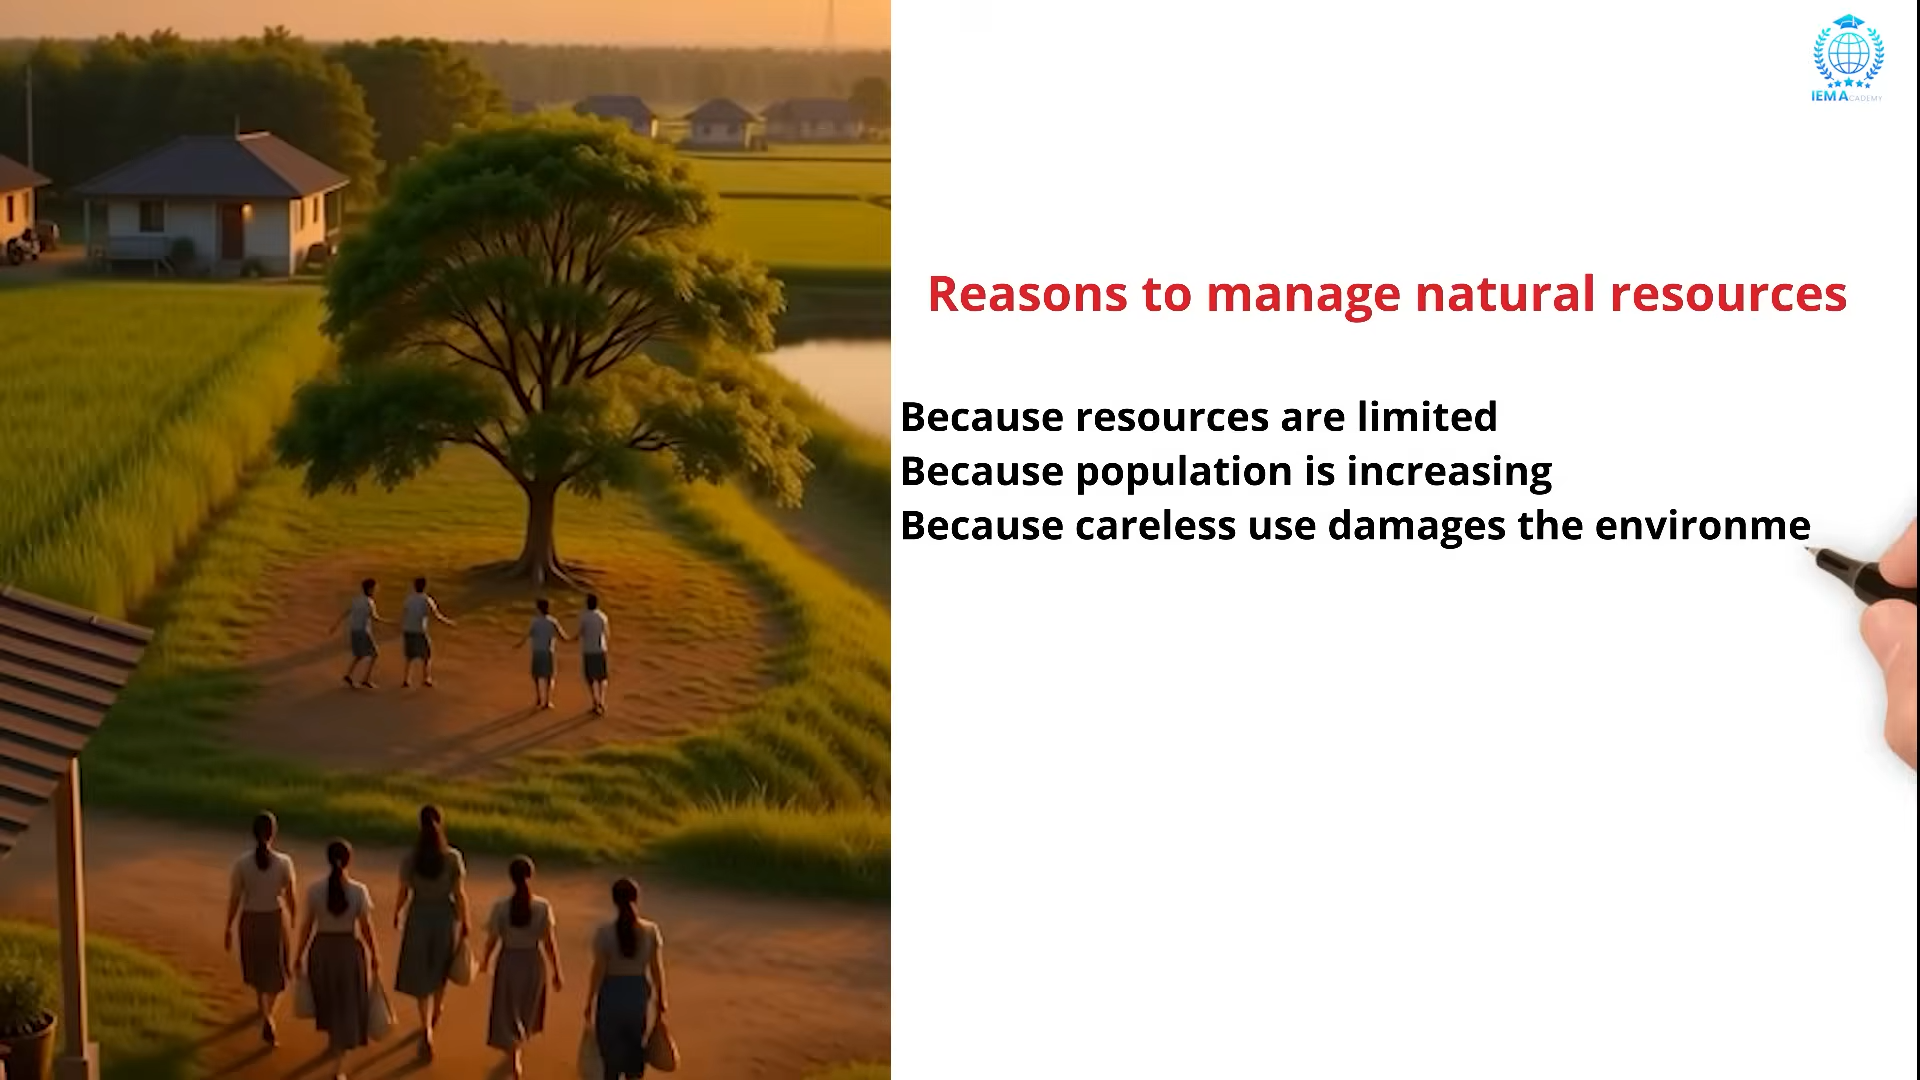 IEM ACADEMY
Reasons to manage natural resources
Because resources are limited
Because population is increasing
Because careless use damages the environme